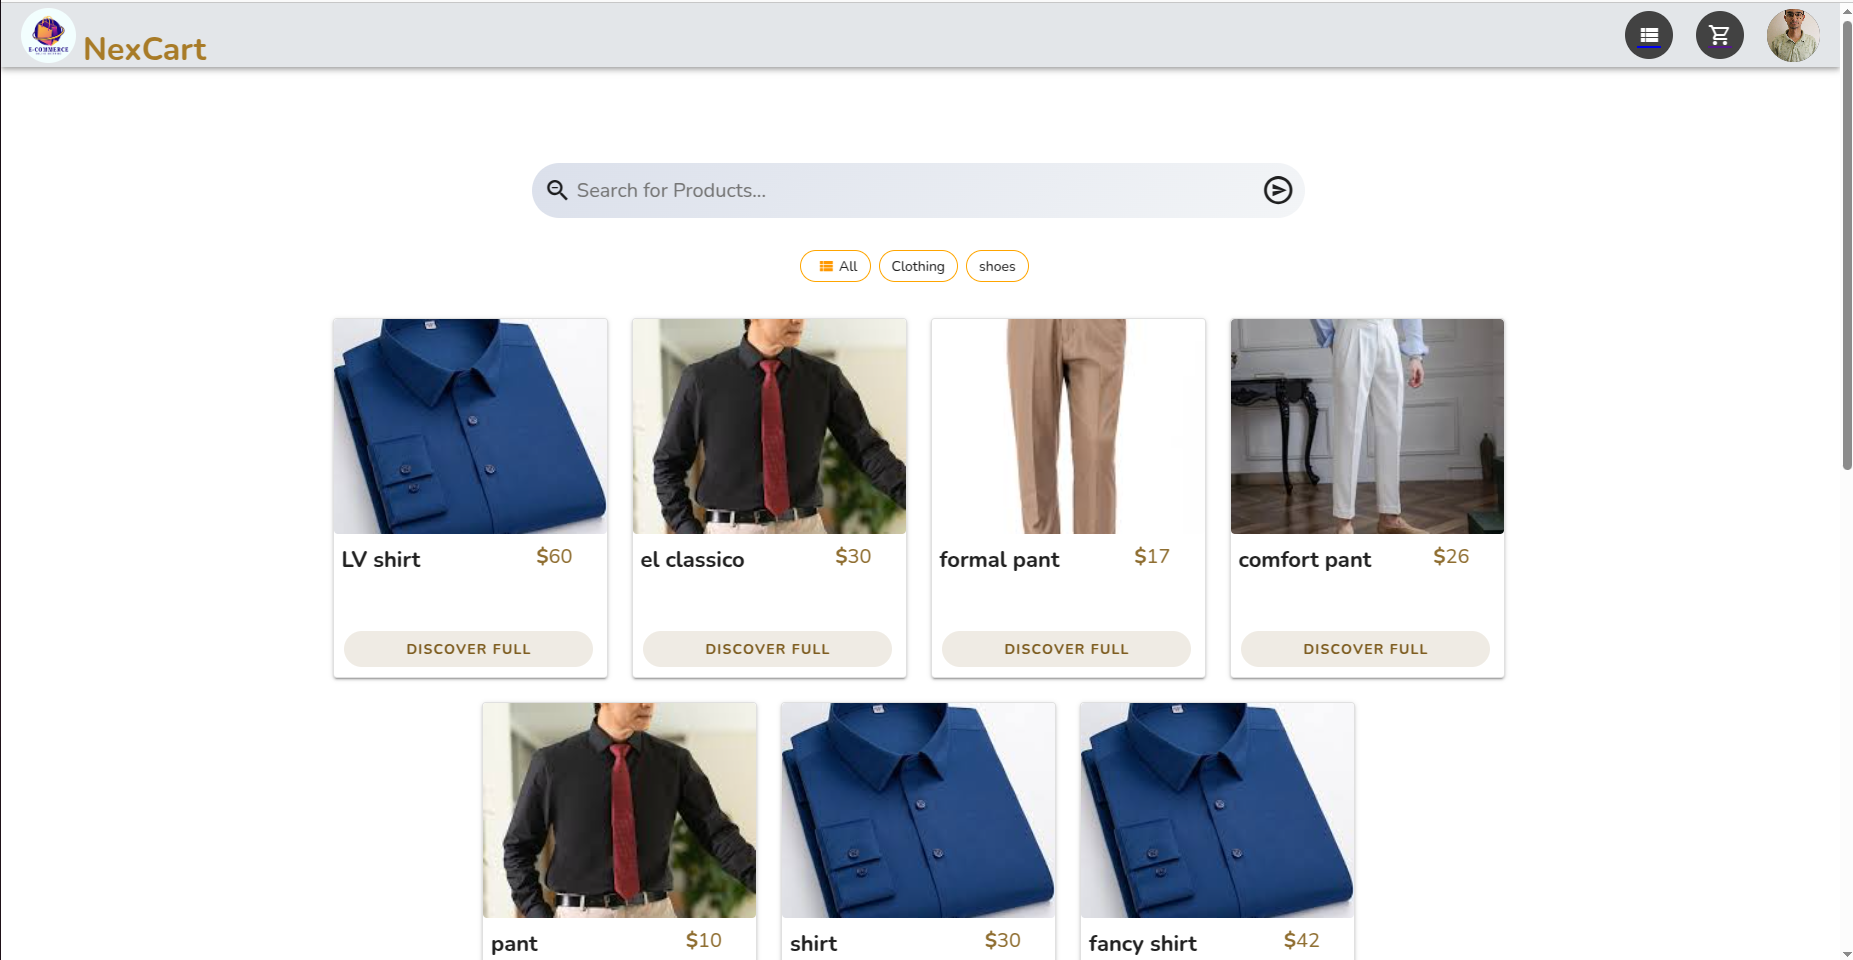 E-COMMERCE
NexCart
Search for Products...
All
Clothing
shoes
LV shirt $60
el classico $30
formal pant $17
comfort pant $26
DISCOVER FULL
DISCOVER FULL
DISCOVER FULL
DISCOVER FULL
pant $10
shirt $30
fancy shirt $42